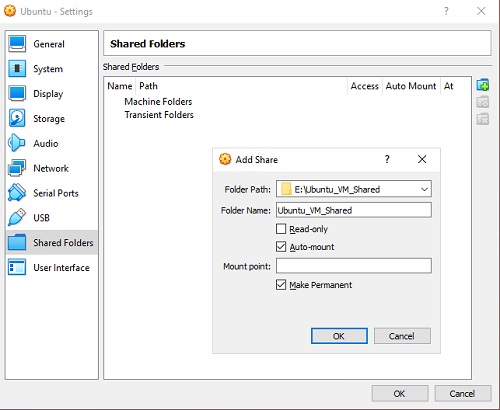 Ubuntu - Settings ? ×
General
System
Display
Storage
Audio
Network
Serial Ports
USB
Shared Folders
User Interface
Shared Folders
Shared Folders
Name Path Access Auto Mount At
Machine Folders
Transient Folders
Add Share ? ×
Folder Path: E:\Ubuntu_VM_Shared
Folder Name: Ubuntu_VM_Shared
Read-only
Auto-mount
Mount point:
Make Permanent
OK Cancel
OK Cancel